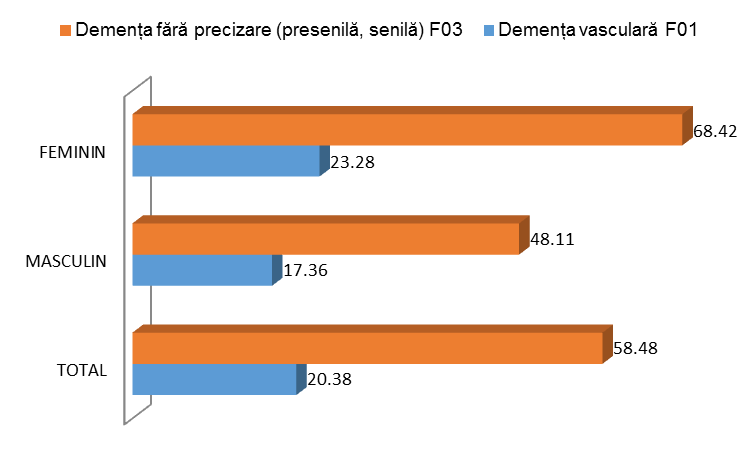 Demența fără precizare (presenilă, senilă) F03 Demența vasculară F01
FEMININ
68.42
23.28
MASCULIN
48.11
17.36
TOTAL
58.48
20.38